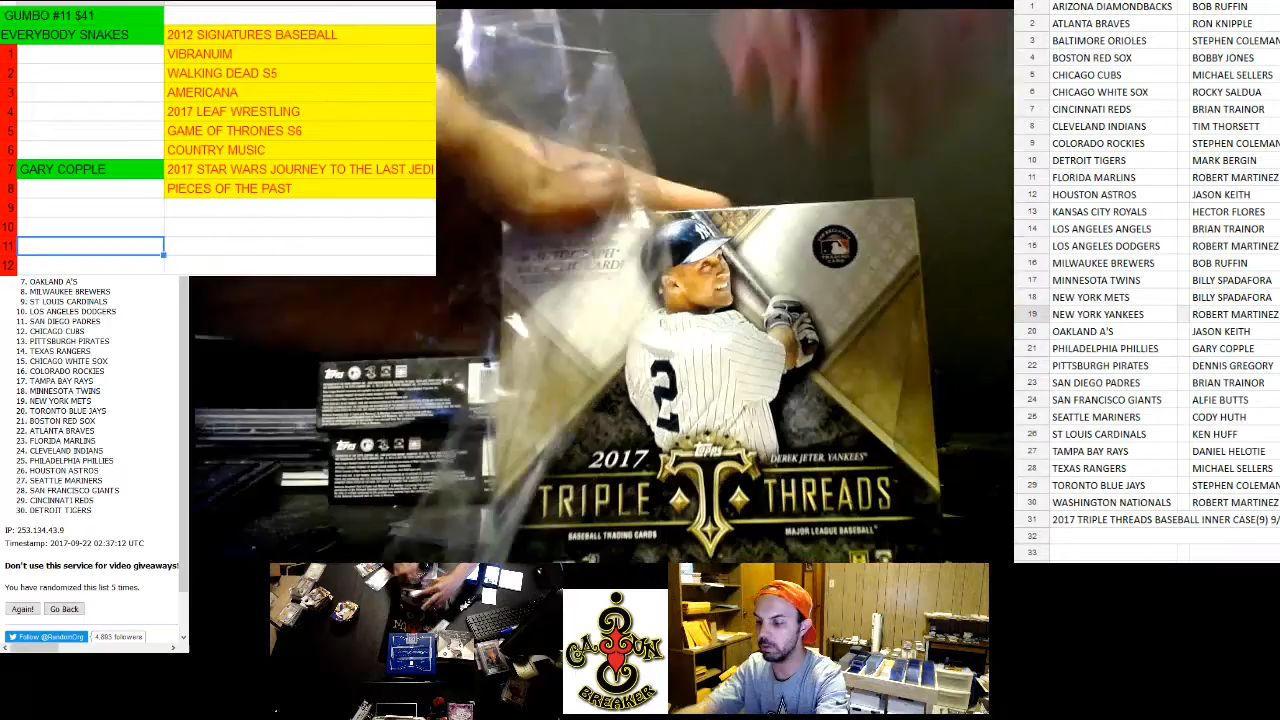 GUMBO #11 $41
EVERYBODY SNAKES
2012 SIGNATURES BASEBALL
1 VIBRANUIM
2 WALKING DEAD S5
3 AMERICANA
4 2017 LEAF WRESTLING
5 GAME OF THRONES S6
6 COUNTRY MUSIC
7 GARY COPPLE 2017 STAR WARS JOURNEY TO THE LAST JEDI
8 PIECES OF THE PAST
9
10
11
12
7. OAKLAND A'S
8. MILWAUKEE BREWERS
9. ST LOUIS CARDINALS
10. LOS ANGELES DODGERS
11. SAN DIEGO PADRES
12. CHICAGO CUBS
13. PITTSBURGH PIRATES
14. TEXAS RANGERS
15. CHICAGO WHITE SOX
16. COLORADO ROCKIES
17. TAMPA BAY RAYS
18. MINNESOTA TWINS
19. NEW YORK METS
20. TORONTO BLUE JAYS
21. BOSTON RED SOX
22. ATLANTA BRAVES
23. FLORIDA MARLINS
24. CLEVELAND INDIANS
25. PHILADELPHIA PHILLIES
26. HOUSTON ASTROS
27. SEATTLE MARINERS
28. SAN FRANCISCO GIANTS
29. CINCINNATI REDS
30. DETROIT TIGERS
IP: 253.134.43.9
Timestamp: 2017-09-22 02:37:12 UTC
Don't use this service for video giveaways!
You have randomized this list 5 times.
Again! Go Back
Follow @RandomOrg 4,893 followers
Topps
Topps
2
Topps
2017 DEREK JETER, YANKEES
TRIPLE T THREADS
BASEBALL TRADING CARDS MAJOR LEAGUE BASEBALL
CAJUN
BREAKER
1 ARIZONA DIAMONDBACKS BOB RUFFIN
2 ATLANTA BRAVES RON KNIPPLE
3 BALTIMORE ORIOLES STEPHEN COLEMAN
4 BOSTON RED SOX BOBBY JONES
5 CHICAGO CUBS MICHAEL SELLERS
6 CHICAGO WHITE SOX ROCKY SALDUA
7 CINCINNATI REDS BRIAN TRAINOR
8 CLEVELAND INDIANS TIM THORSETT
9 COLORADO ROCKIES STEPHEN COLEMAN
10 DETROIT TIGERS MARK BERGIN
11 FLORIDA MARLINS ROBERT MARTINEZ
12 HOUSTON ASTROS JASON KEITH
13 KANSAS CITY ROYALS HECTOR FLORES
14 LOS ANGELES ANGELS BRIAN TRAINOR
15 LOS ANGELES DODGERS ROBERT MARTINEZ
16 MILWAUKEE BREWERS BOB RUFFIN
17 MINNESOTA TWINS BILLY SPADAFORA
18 NEW YORK METS BILLY SPADAFORA
19 NEW YORK YANKEES ROBERT MARTINEZ
20 OAKLAND A'S JASON KEITH
21 PHILADELPHIA PHILLIES GARY COPPLE
22 PITTSBURGH PIRATES DENNIS GREGORY
23 SAN DIEGO PADRES BRIAN TRAINOR
24 SAN FRANCISCO GIANTS ALFIE BUTTS
25 SEATTLE MARINERS CODY HUTH
26 ST LOUIS CARDINALS KEN HUFF
27 TAMPA BAY RAYS DANIEL HELOTIE
28 TEXAS RANGERS MICHAEL SELLERS
29 TORONTO BLUE JAYS STEPHEN COLEMAN
30 WASHINGTON NATIONALS ROBERT MARTINEZ
31 2017 TRIPLE THREADS BASEBALL INNER CASE(9) 9/
32
33